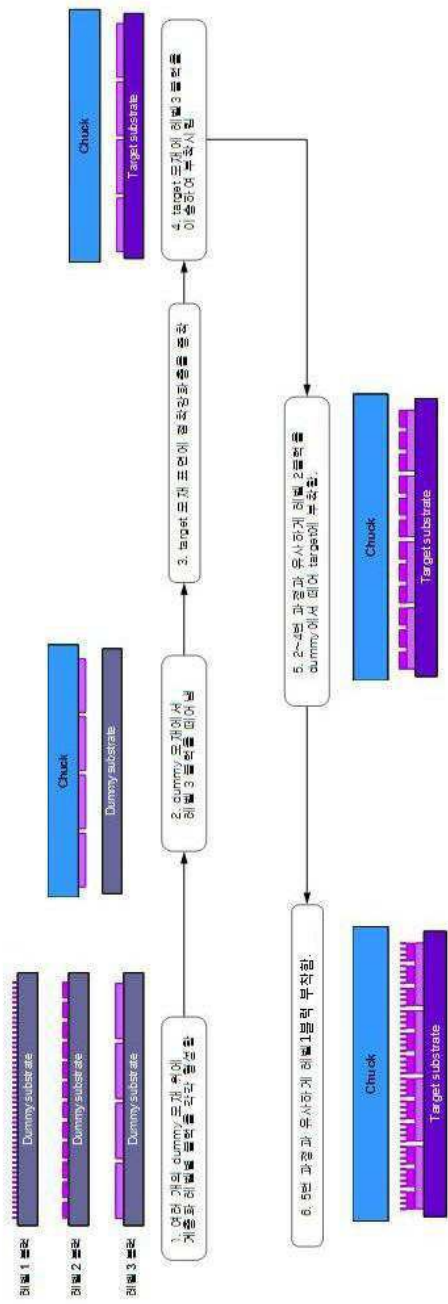 레벨 1 블럭
Dummy substrate
레벨 2 블럭
Dummy substrate
레벨 3 블럭
Dummy substrate
1. 여러 개의 dummy 모재 위에
계층화 레벨별 블럭을 각각 형성함
Chuck
Dummy substrate
2. dummy 모재에서
레벨 3 블럭을 떼어냄
3. target 모재 표면에 접착강화층을 증착
Chuck
Target substrate
4. target 모재에 레벨3 블럭을
이송하여 부착시킴
5. 2~4번 과정과 유사하게 레벨 2블럭을
dummy에서 떼어 target에 부착함.
Chuck
Target substrate
6. 5번 과정과 유사하게 레벨1블럭 부착함.
Chuck
Target substrate